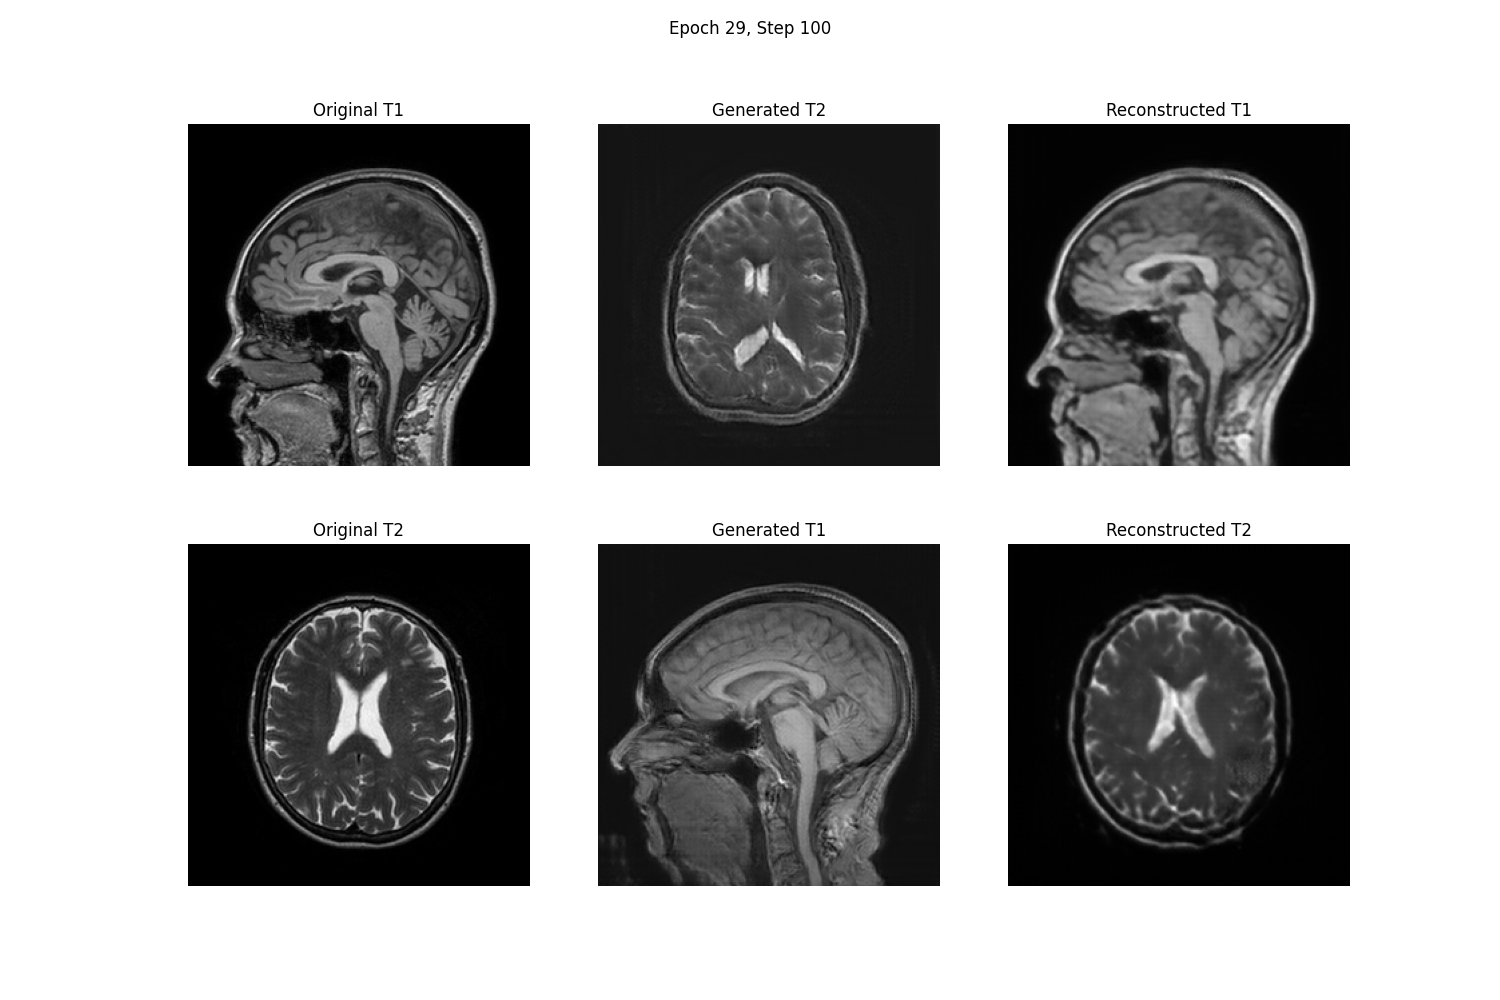 Epoch 29, Step 100
Original T1
Generated T2
Reconstructed T1
Original T2
Generated T1
Reconstructed T2